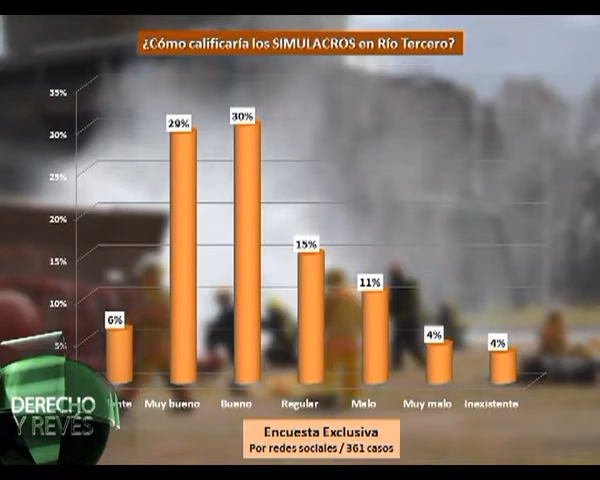 ¿Cómo calificaría los SIMULACROS en Río Tercero?
35%
30%
25%
20%
15%
10%
5%
6%
29%
30%
15%
11%
4%
4%
Muy bueno Bueno Regular Malo Muy malo Inexistente
DERECHO
Y REVÉS
Encuesta Exclusiva
Por redes sociales / 361 casos